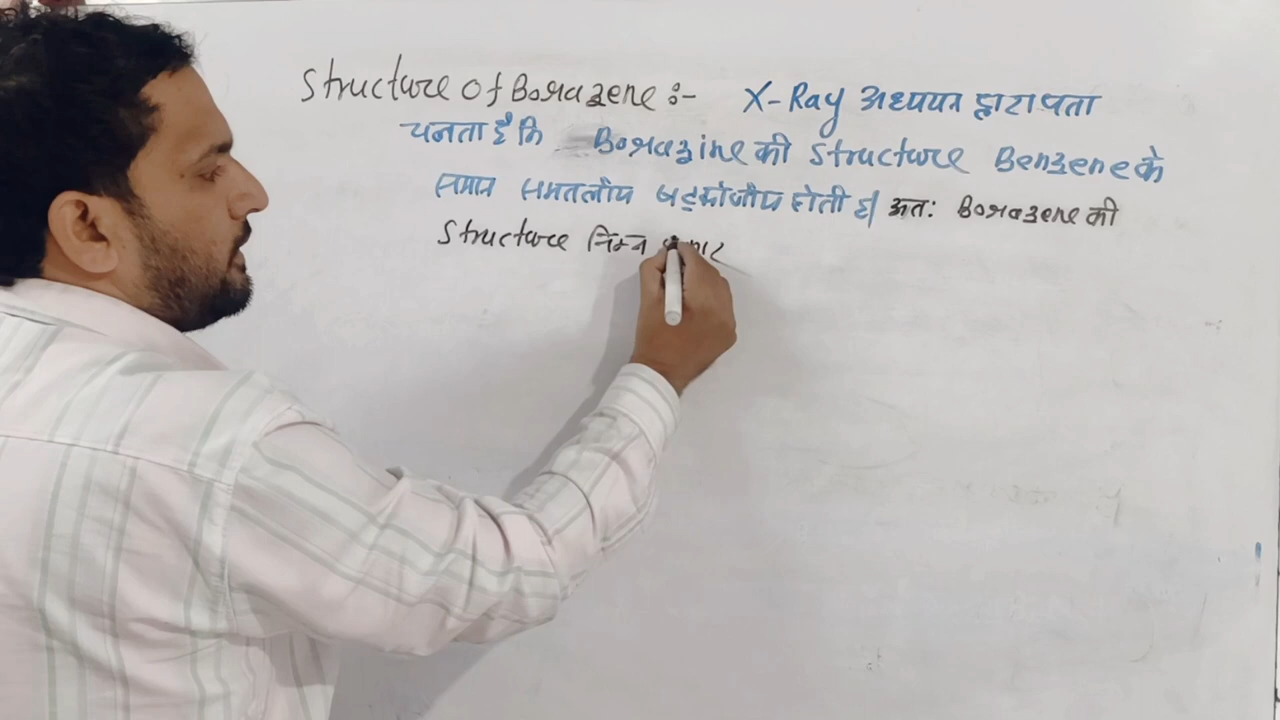 Structure of Borazene :- X-Ray अध्ययन द्वारा पता
चलता है कि Borazine की Structure Benzene के
समान समतलीय षट्कोणीय होती है। अत: Borazene की
Structure निम्न